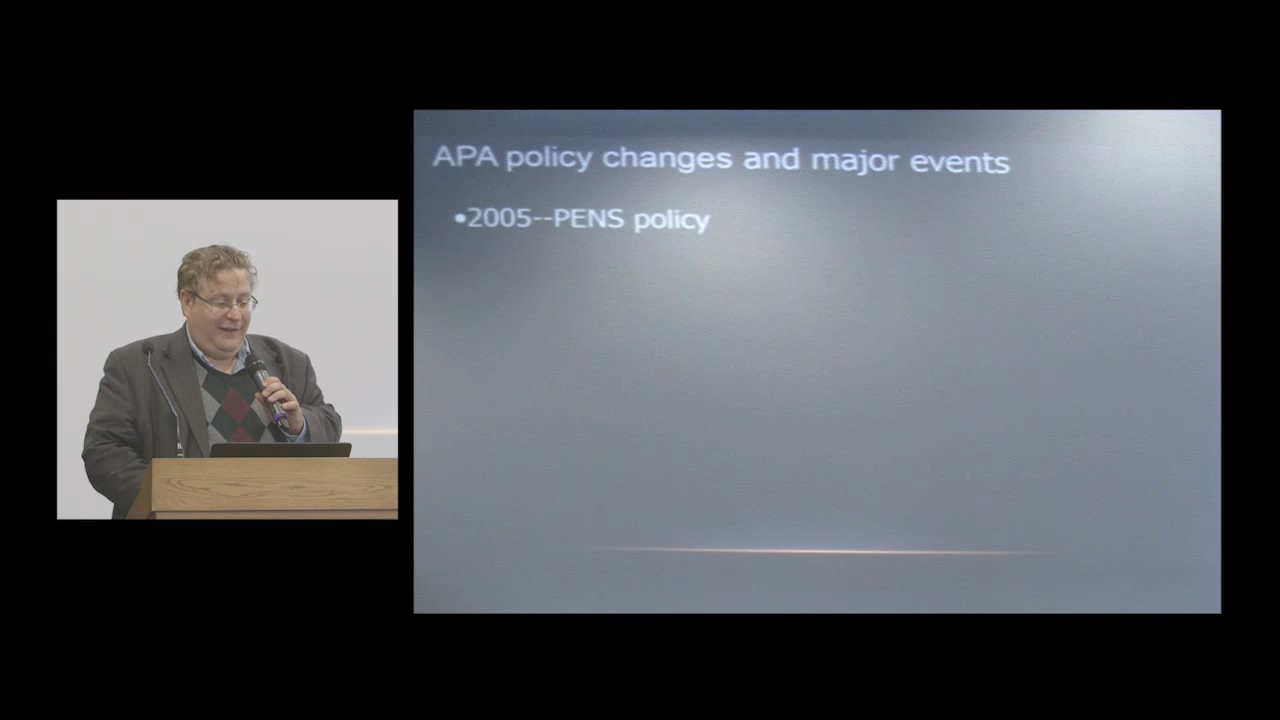 APA policy changes and major events
•2005--PENS policy